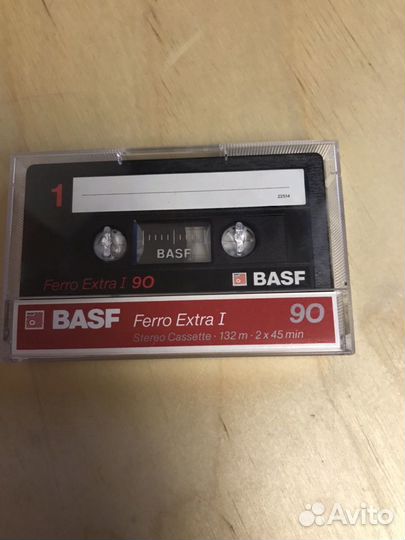 1
22514
BASF
Ferro Extra I 90
BASF
BASF Ferro Extra I 90
Stereo Cassette · 132 m · 2 x 45 min
Avito